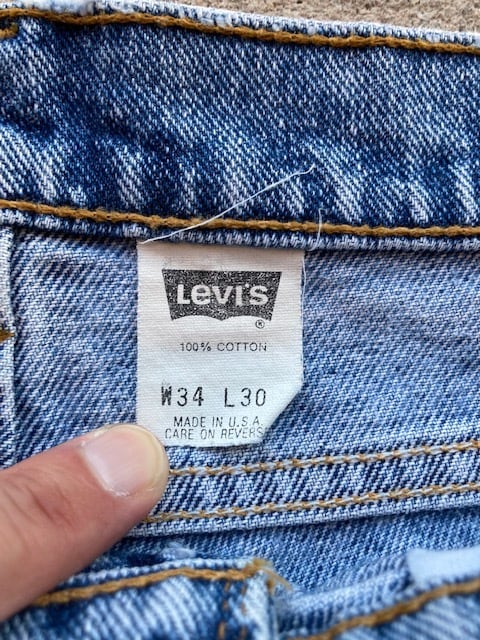 Levi's
®
100% COTTON
W34 L30
MADE IN U.S.A.
CARE ON REVERS